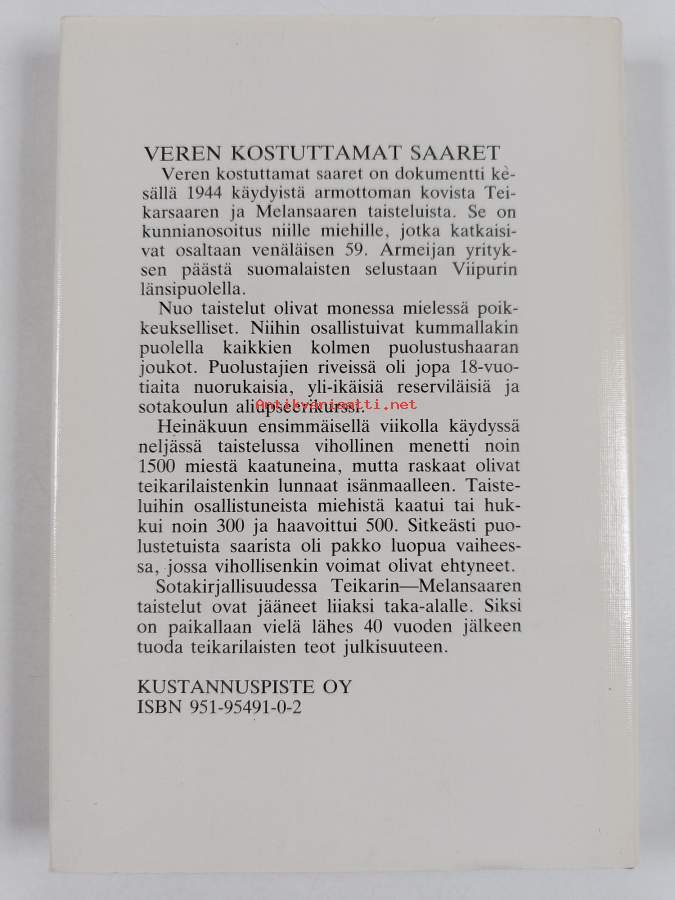 VEREN KOSTUTTAMAT SAARET
Veren kostuttamat saaret on dokumentti ke-
sällä 1944 käydyistä armottoman kovista Tei-
karsaaren ja Melansaaren taisteluista. Se on
kunnianosoitus niille miehille, jotka katkaisi-
vat osaltaan venäläisen 59. Armeijan yrityk-
sen päästä suomalaisten selustaan Viipurin
länsipuolella.
Nuo taistelut olivat monessa mielessä poik-
keukselliset. Niihin osallistuivat kummallakin
puolella kaikkien kolmen puolustushaaran
joukot. Puolustajien riveissä oli jopa 18-vuo-
tiaita nuorukaisia, yli-ikäisiä reserviläisiä ja
sotakoulun aliupseerikurssi.
Antikvariaatti.net
Heinäkuun ensimmäisellä viikolla käydyssä
neljässä taistelussa vihollinen menetti noin
1500 miestä kaatuneina, mutta raskaat olivat
teikarilaistenkin lunnaat isänmaalleen. Taiste-
luihin osallistuneista miehistä kaatui tai huk-
kui noin 300 ja haavoittui 500. Sitkeästi puo-
lustetuista saarista oli pakko luopua vaihees-
sa, jossa vihollisenkin voimat olivat ehtyneet.
Sotakirjallisuudessa Teikarin—Melansaaren
taistelut ovat jääneet liiaksi taka-alalle. Siksi
on paikallaan vielä lähes 40 vuoden jälkeen
tuoda teikarilaisten teot julkisuuteen.
KUSTANNUSPISTE OY
ISBN 951-95491-0-2